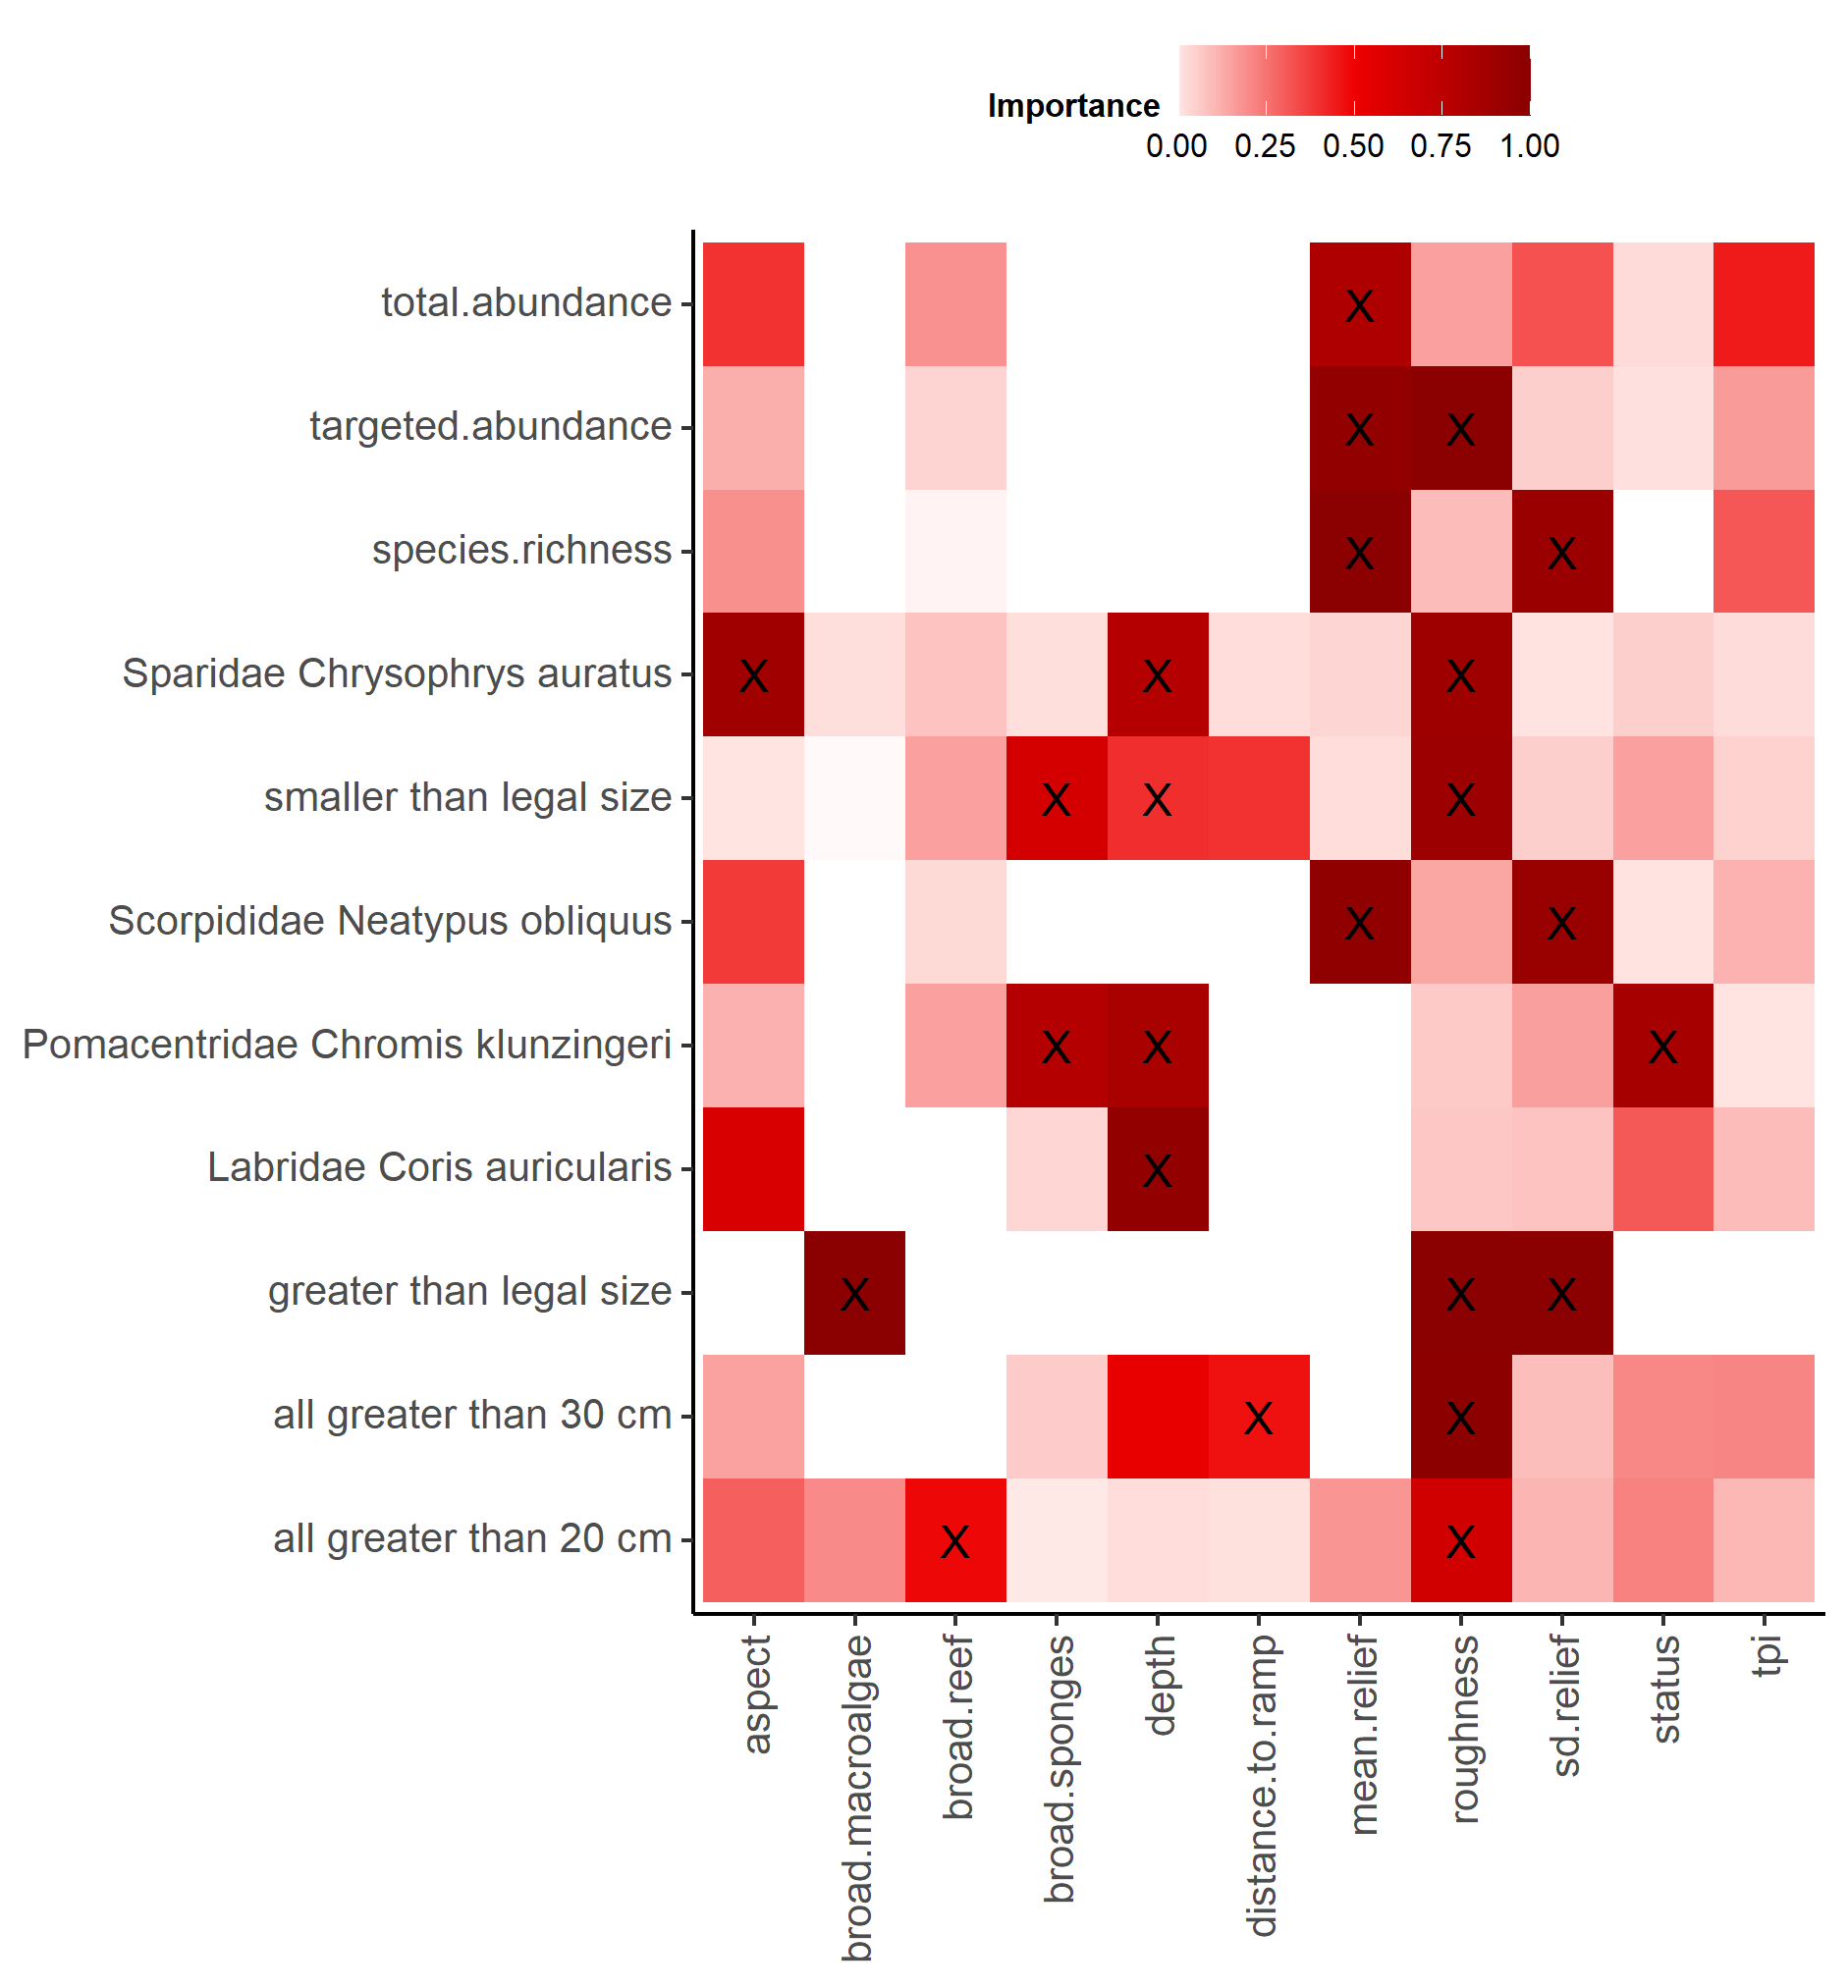 Importance
0.00 0.25 0.50 0.75 1.00
total.abundance X
targeted.abundance X X
species.richness X X
Sparidae Chrysophrys auratus X X X
smaller than legal size X X X
Scorpididae Neatypus obliquus X X
Pomacentridae Chromis klunzingeri X X X
Labridae Coris auricularis X
greater than legal size X X X
all greater than 30 cm X X
all greater than 20 cm X X
aspect
broad.macroalgae
broad.reef
broad.sponges
depth
distance.to.ramp
mean.relief
roughness
sd.relief
status
tpi